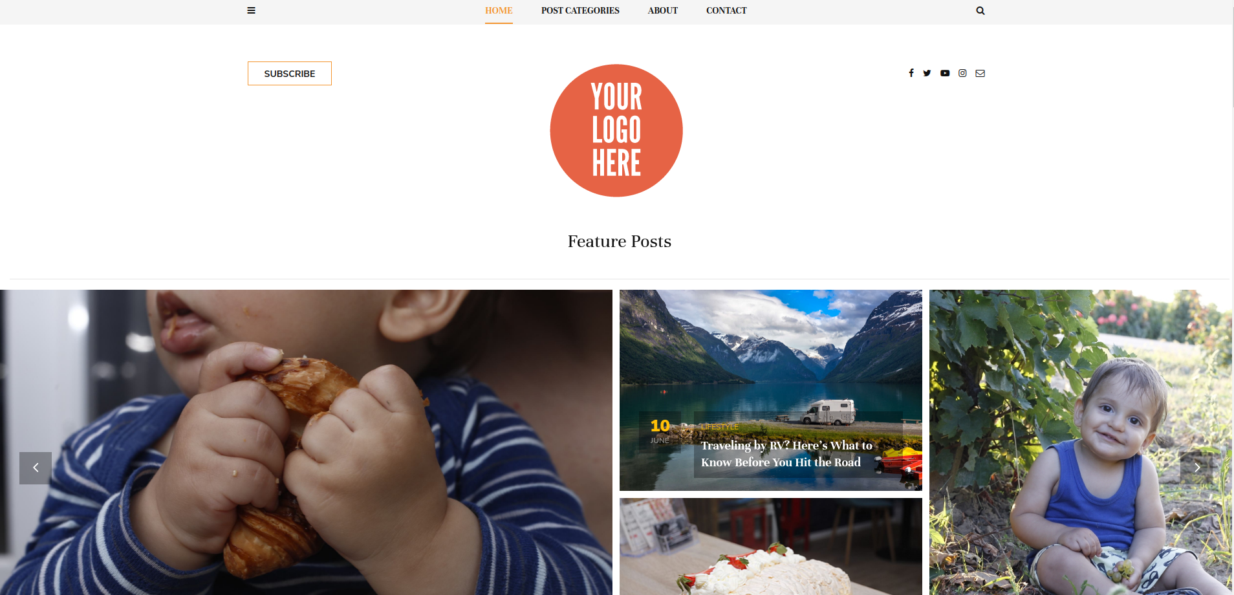 HOME POST CATEGORIES ABOUT CONTACT
SUBSCRIBE
YOUR
LOGO
HERE
Feature Posts
10
JUNE
LIFESTYLE
Traveling by RV? Here's What to
Know Before You Hit the Road